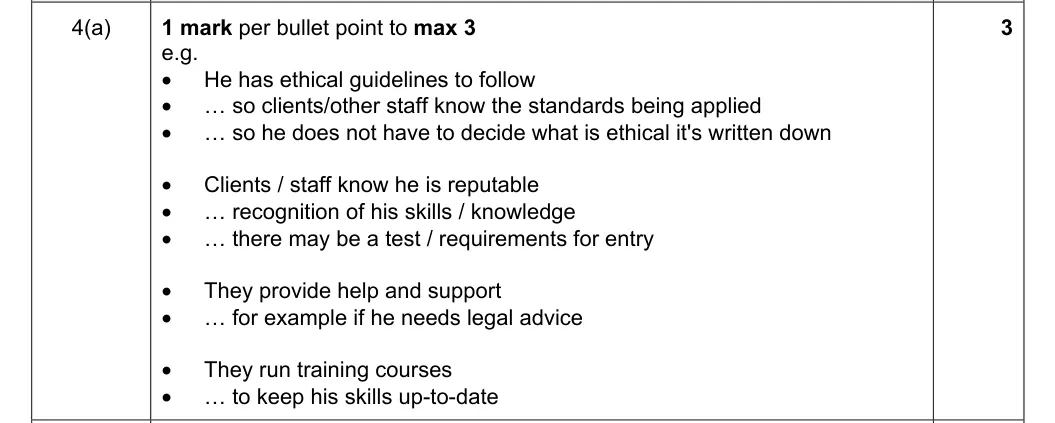 4(a) 1 mark per bullet point to max 3 3
e.g.
• He has ethical guidelines to follow
• … so clients/other staff know the standards being applied
• … so he does not have to decide what is ethical it's written down
• Clients / staff know he is reputable
• … recognition of his skills / knowledge
• … there may be a test / requirements for entry
• They provide help and support
• … for example if he needs legal advice
• They run training courses
• … to keep his skills up-to-date